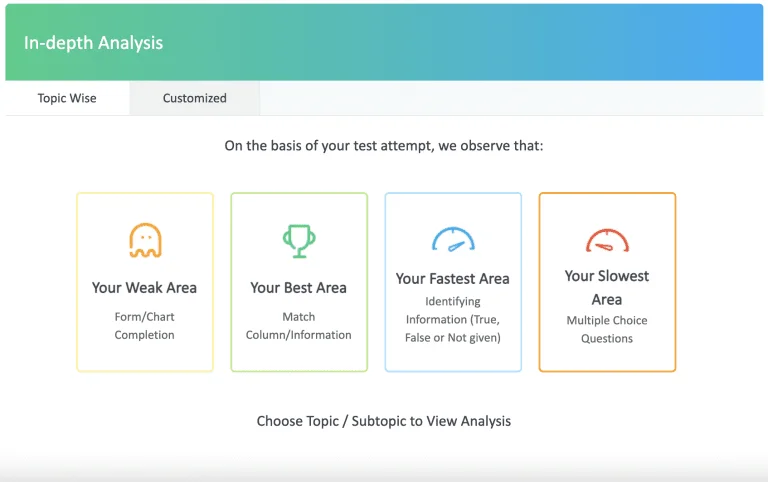 In-depth Analysis
Topic Wise
Customized
On the basis of your test attempt, we observe that:
Your Weak Area
Form/Chart
Completion
Your Best Area
Match
Column/Information
Your Fastest Area
Identifying
Information (True,
False or Not given)
Your Slowest
Area
Multiple Choice
Questions
Choose Topic / Subtopic to View Analysis